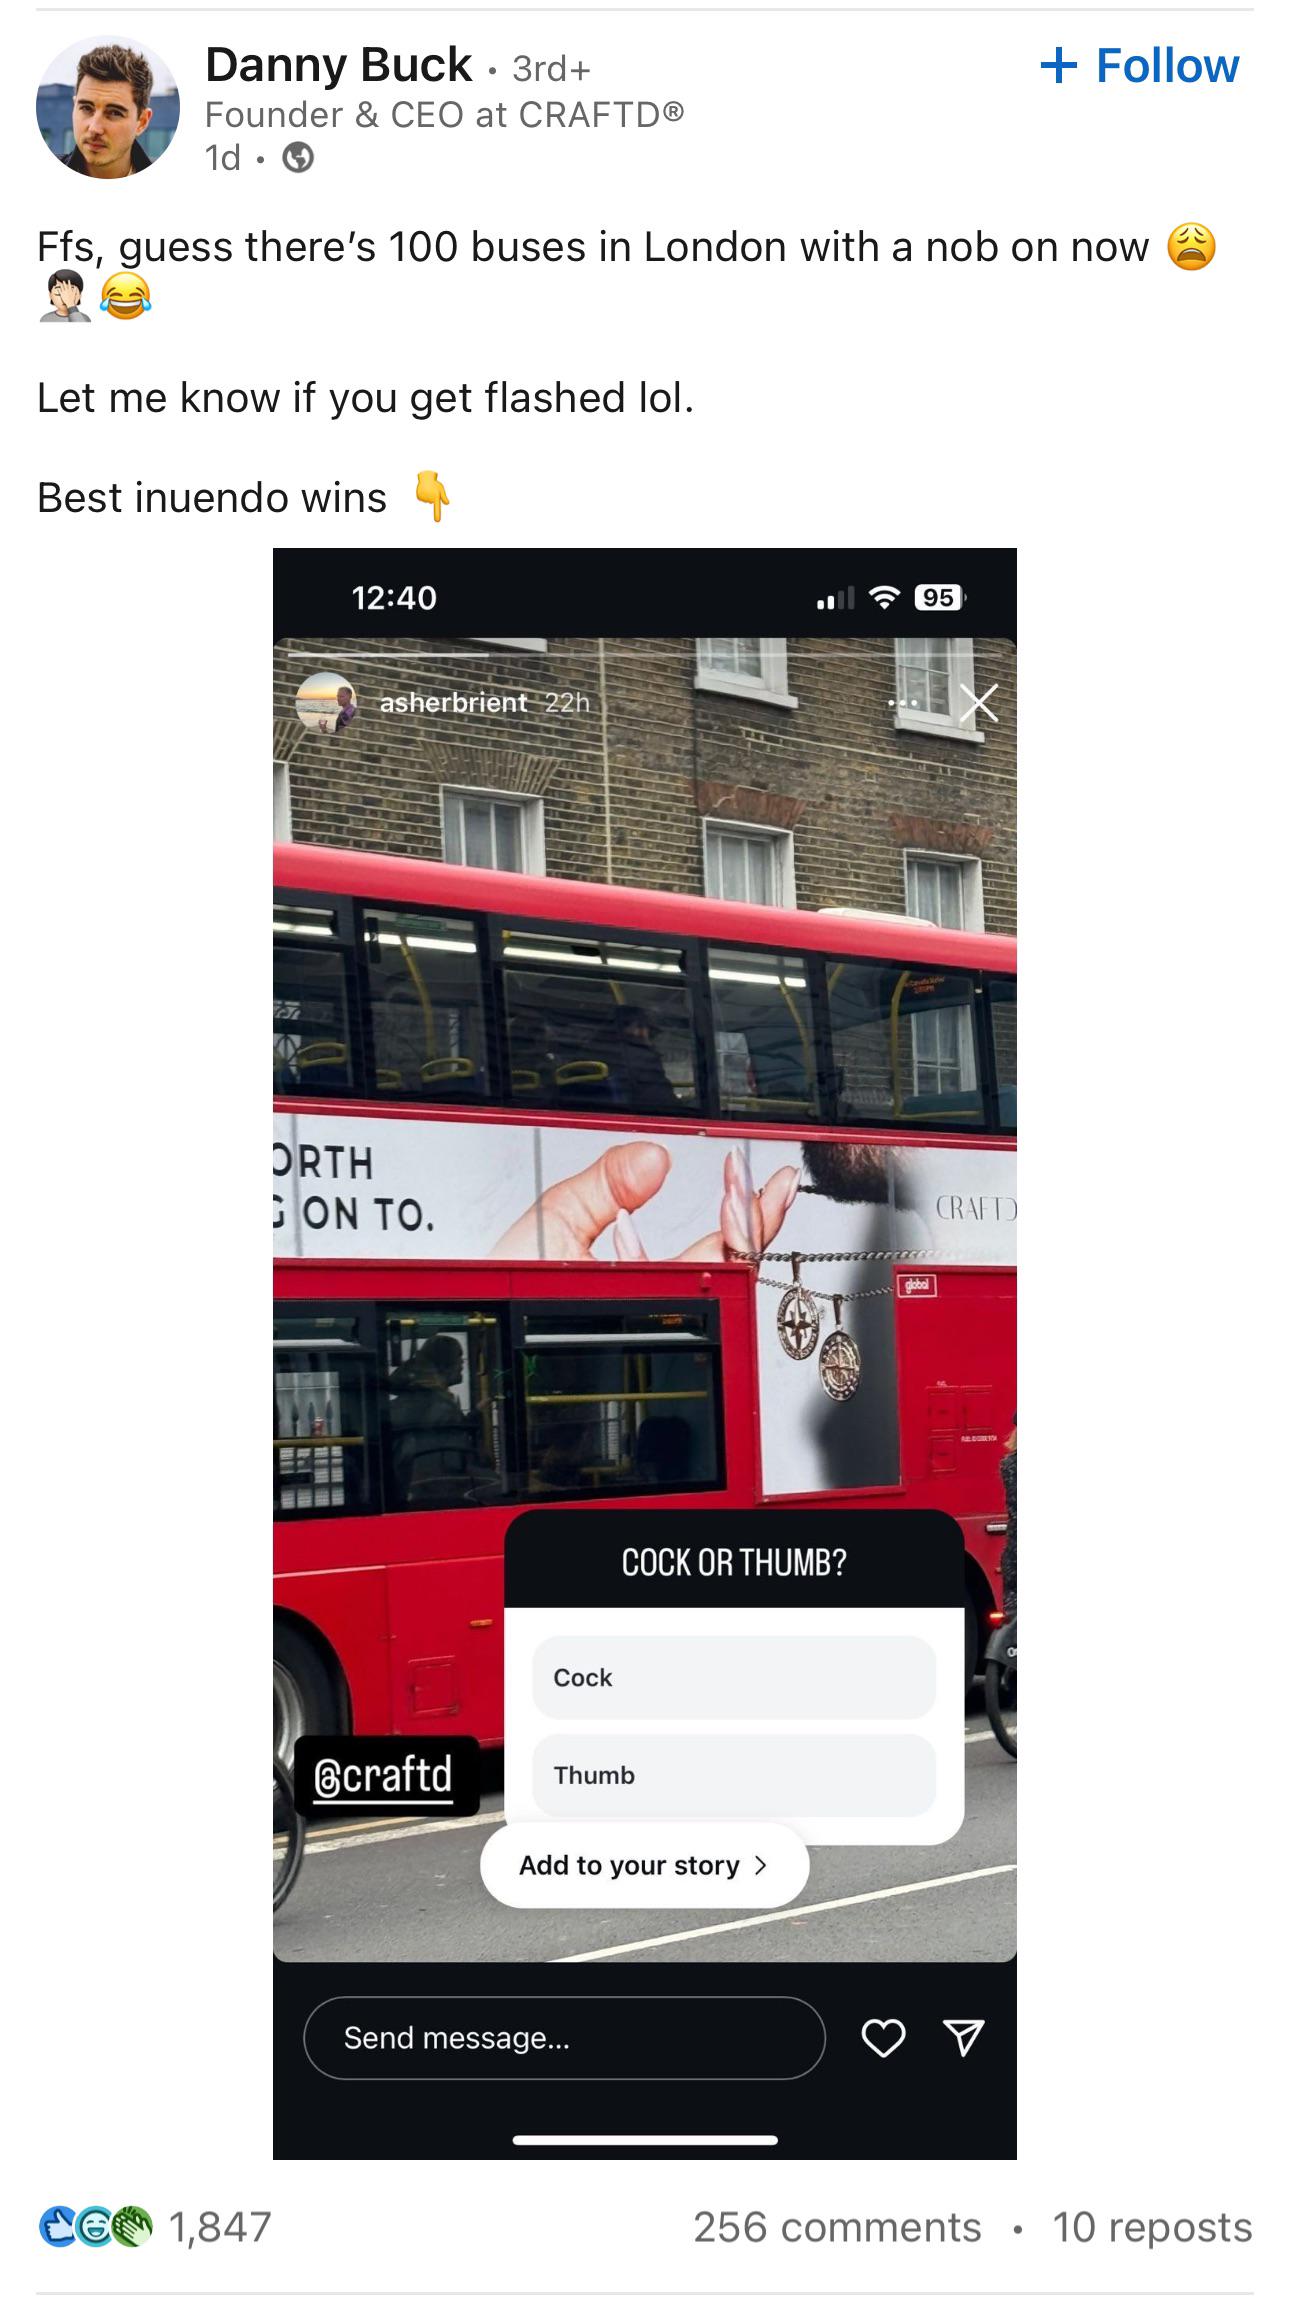 Danny Buck • 3rd+
+ Follow
Founder & CEO at CRAFTD®
1d •
Ffs, guess there’s 100 buses in London with a nob on now 😩
🤦🏻😂
Let me know if you get flashed lol.
Best inuendo wins 👇
12:40
95
asherbrient 22h
ORTH
G ON TO.
CRAFTD
global
COCK OR THUMB?
Cock
Thumb
@craftd
Add to your story >
Send message...
1,847
256 comments • 10 reposts